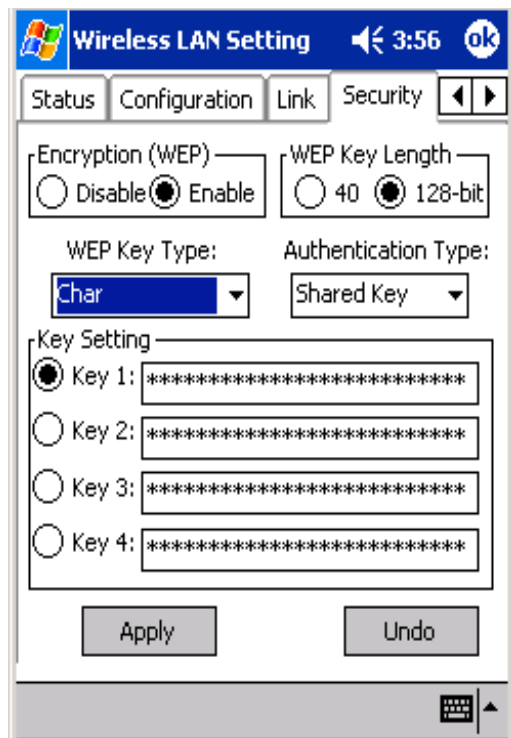 Wireless LAN Setting 3:56 ok
Status Configuration Link Security
Encryption (WEP) WEP Key Length
Disable Enable 40 128-bit
WEP Key Type: Authentication Type:
Char Shared Key
Key Setting
Key 1: **************************
Key 2: **************************
Key 3: **************************
Key 4: **************************
Apply Undo